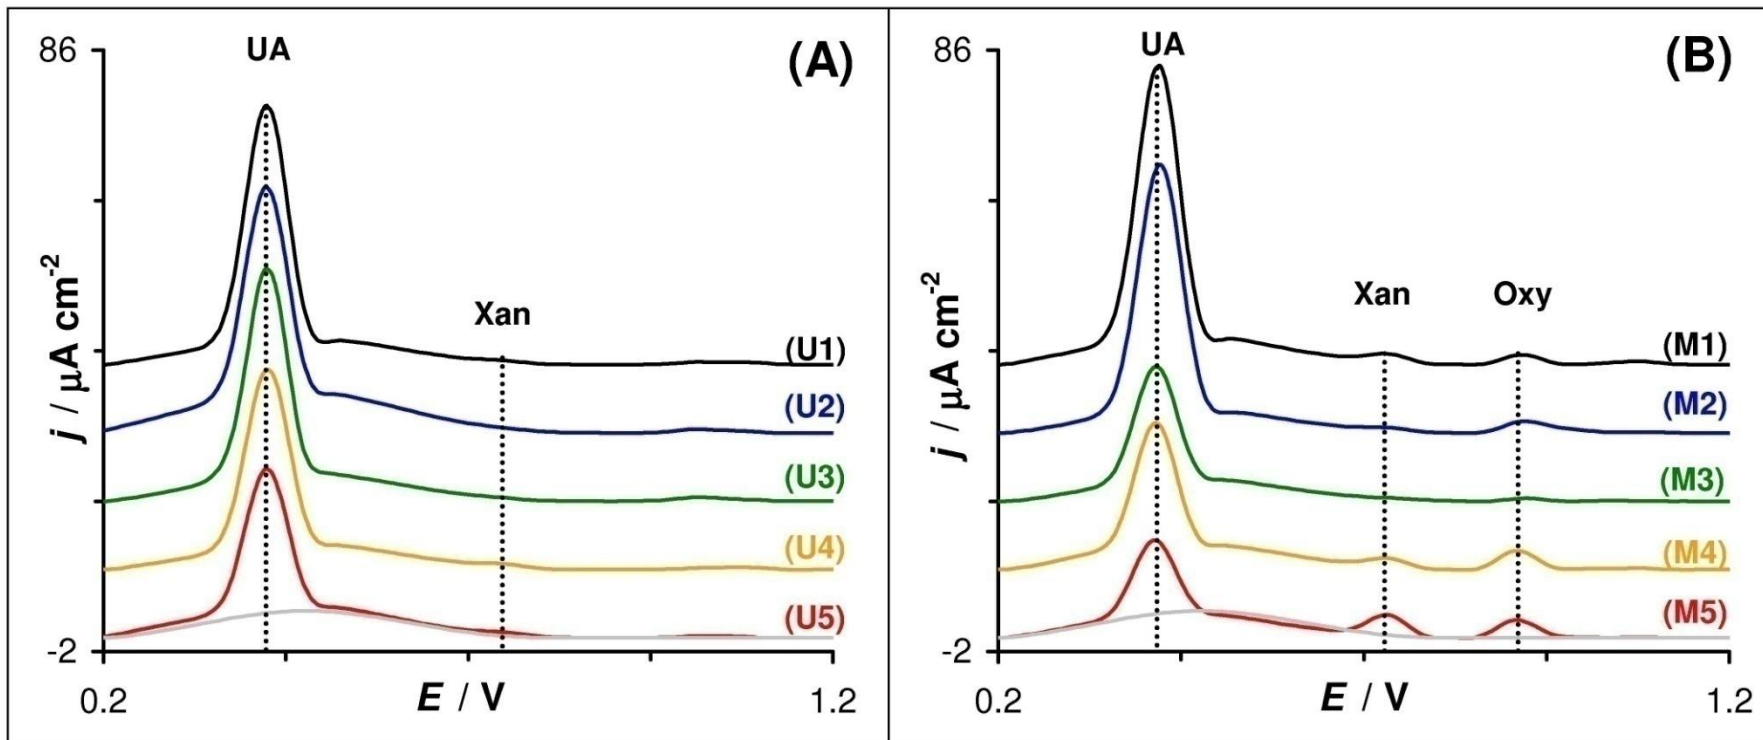 (A)
86
UA
Xan
j / μA cm-2
(U1)
(U2)
(U3)
(U4)
(U5)
-2
0.2
E / V
1.2
(B)
86
UA
Xan
Oxy
j / μA cm-2
(M1)
(M2)
(M3)
(M4)
(M5)
-2
0.2
E / V
1.2